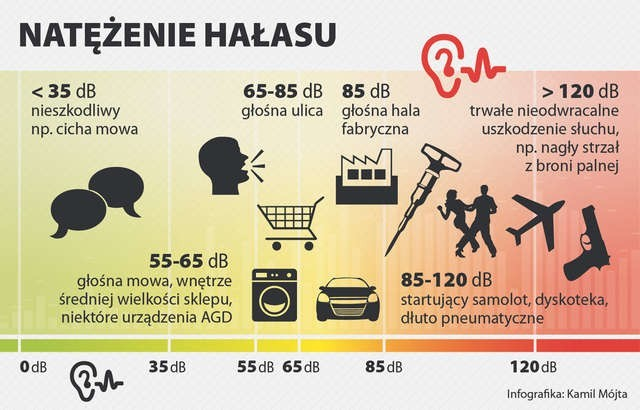 NATĘŻENIE HAŁASU
< 35 dB
nieszkodliwy
np. cicha mowa
65-85 dB
głośna ulica
85 dB
głośna hala
fabryczna
> 120 dB
trwałe nieodwracalne
uszkodzenie słuchu,
np. nagły strzał
z broni palnej
55-65 dB
głośna mowa, wnętrze
średniej wielkości sklepu,
niektóre urządzenia AGD
85-120 dB
startujący samolot, dyskoteka,
dłuto pneumatyczne
0 dB 35 dB 55 dB 65 dB 85 dB 120 dB
Infografika: Kamil Mójta